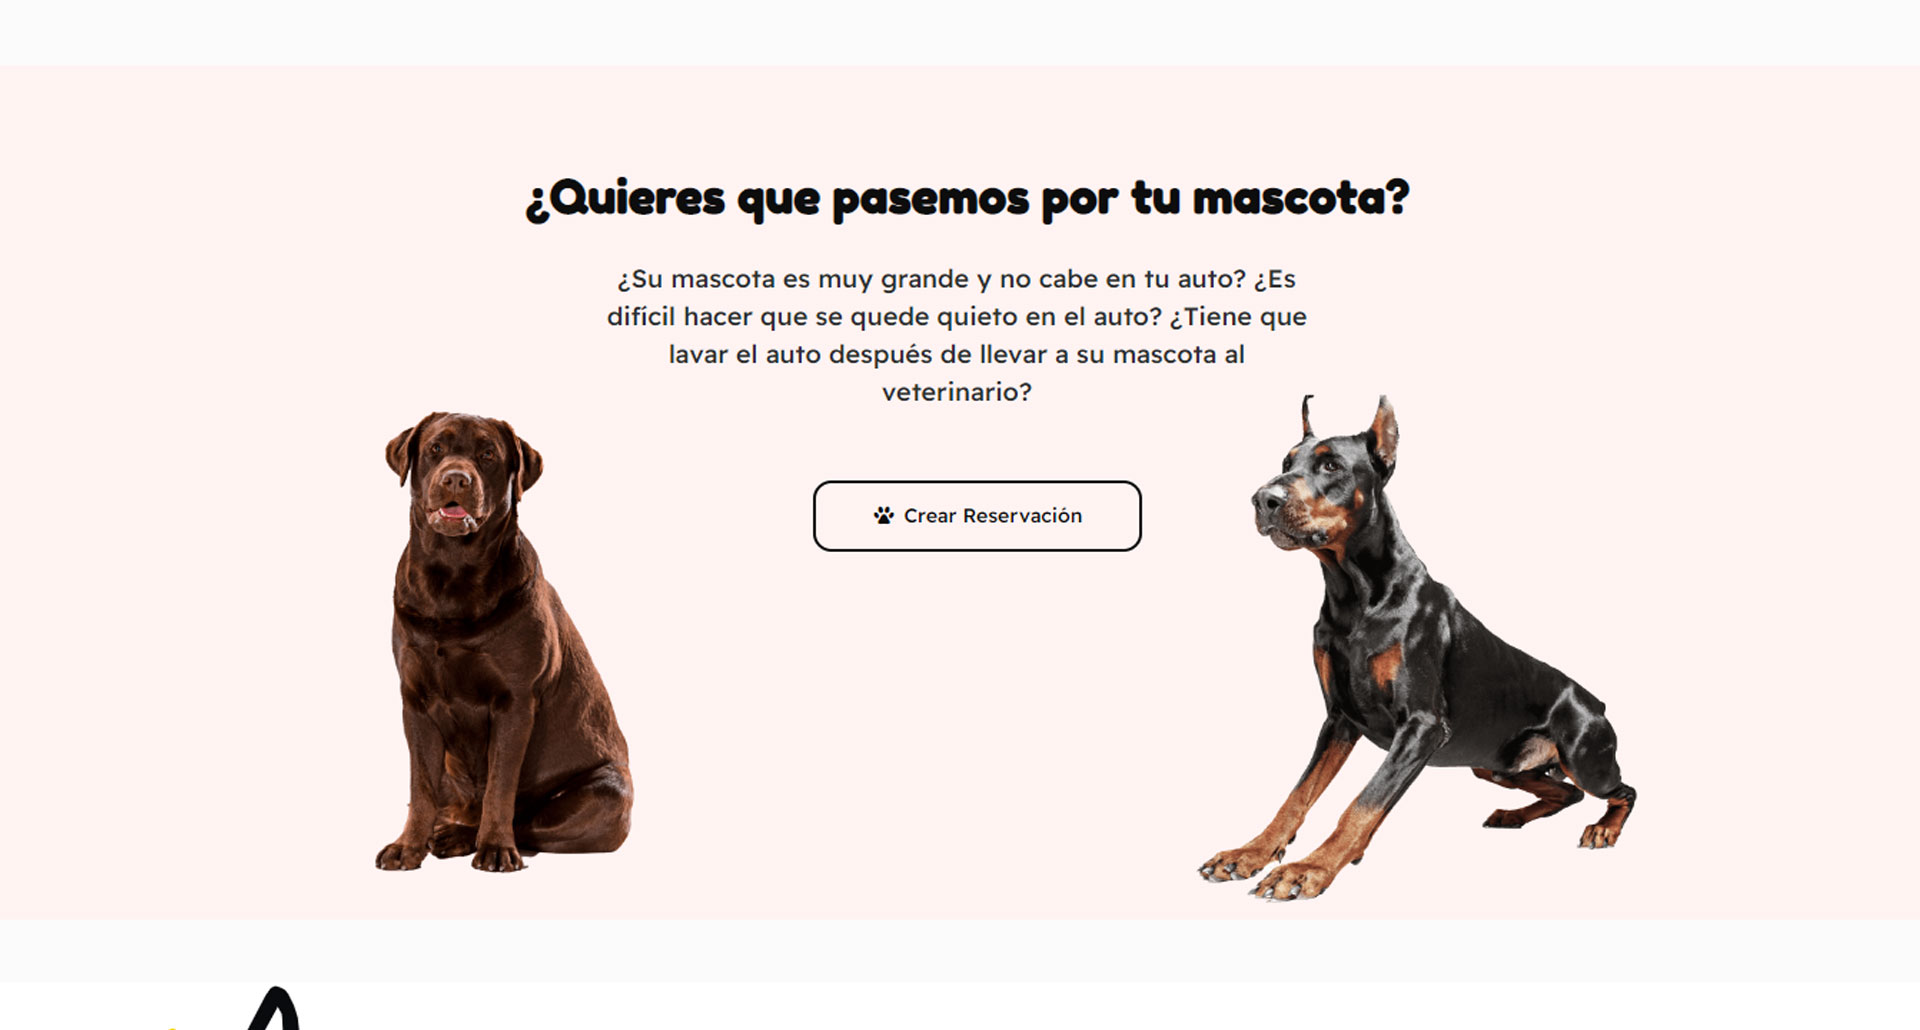 ¿Quieres que pasemos por tu mascota?
¿Su mascota es muy grande y no cabe en tu auto? ¿Es
difícil hacer que se quede quieto en el auto? ¿Tiene que
lavar el auto después de llevar a su mascota al
veterinario?
Crear Reservación